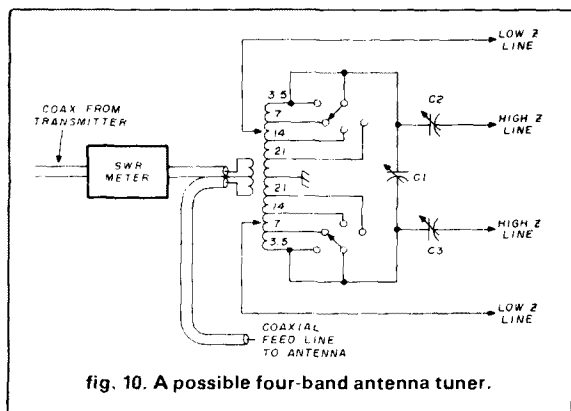 LOW Z
LINE
COAX FROM
TRANSMITTER
SWR
METER
3.5
7
14
21
21
14
7
3.5
C2
HIGH Z
LINE
C1
HIGH Z
LINE
C3
LOW Z
LINE
COAXIAL
FEED LINE
TO ANTENNA
fig. 10. A possible four-band antenna tuner.